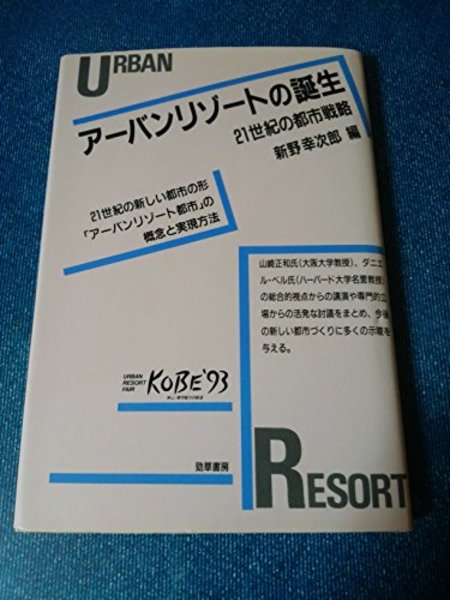 URBAN
アーバンリゾートの誕生
21世紀の都市戦略
新野幸次郎 編
21世紀の新しい都市の形
「アーバンリゾート都市」の
概念と実現方法
山崎正和氏(大阪大学教授)、ダニエ
ル・ベル氏(ハーバード大学名誉教授)
の総合的視点からの講演や専門的立
場からの活発な討議をまとめ、今後
の新しい都市づくりに多くの示唆を
与える。
URBAN
RESORT
FAIR
KOBE'93
勁草書房
RESORT